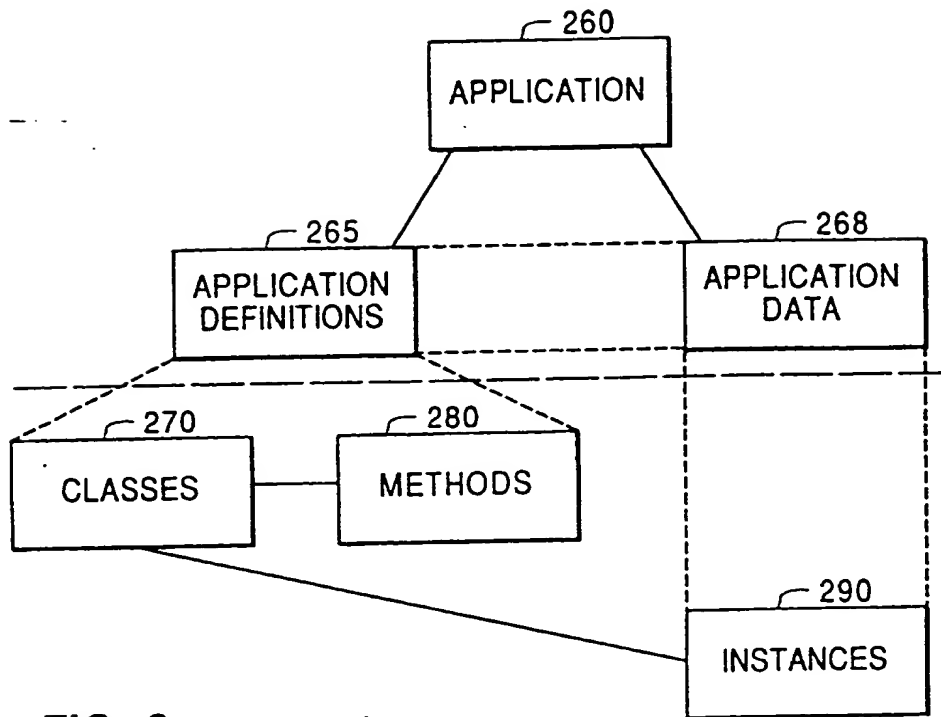 260
APPLICATION
265
APPLICATION
DEFINITIONS
268
APPLICATION
DATA
270
CLASSES
280
METHODS
290
INSTANCES